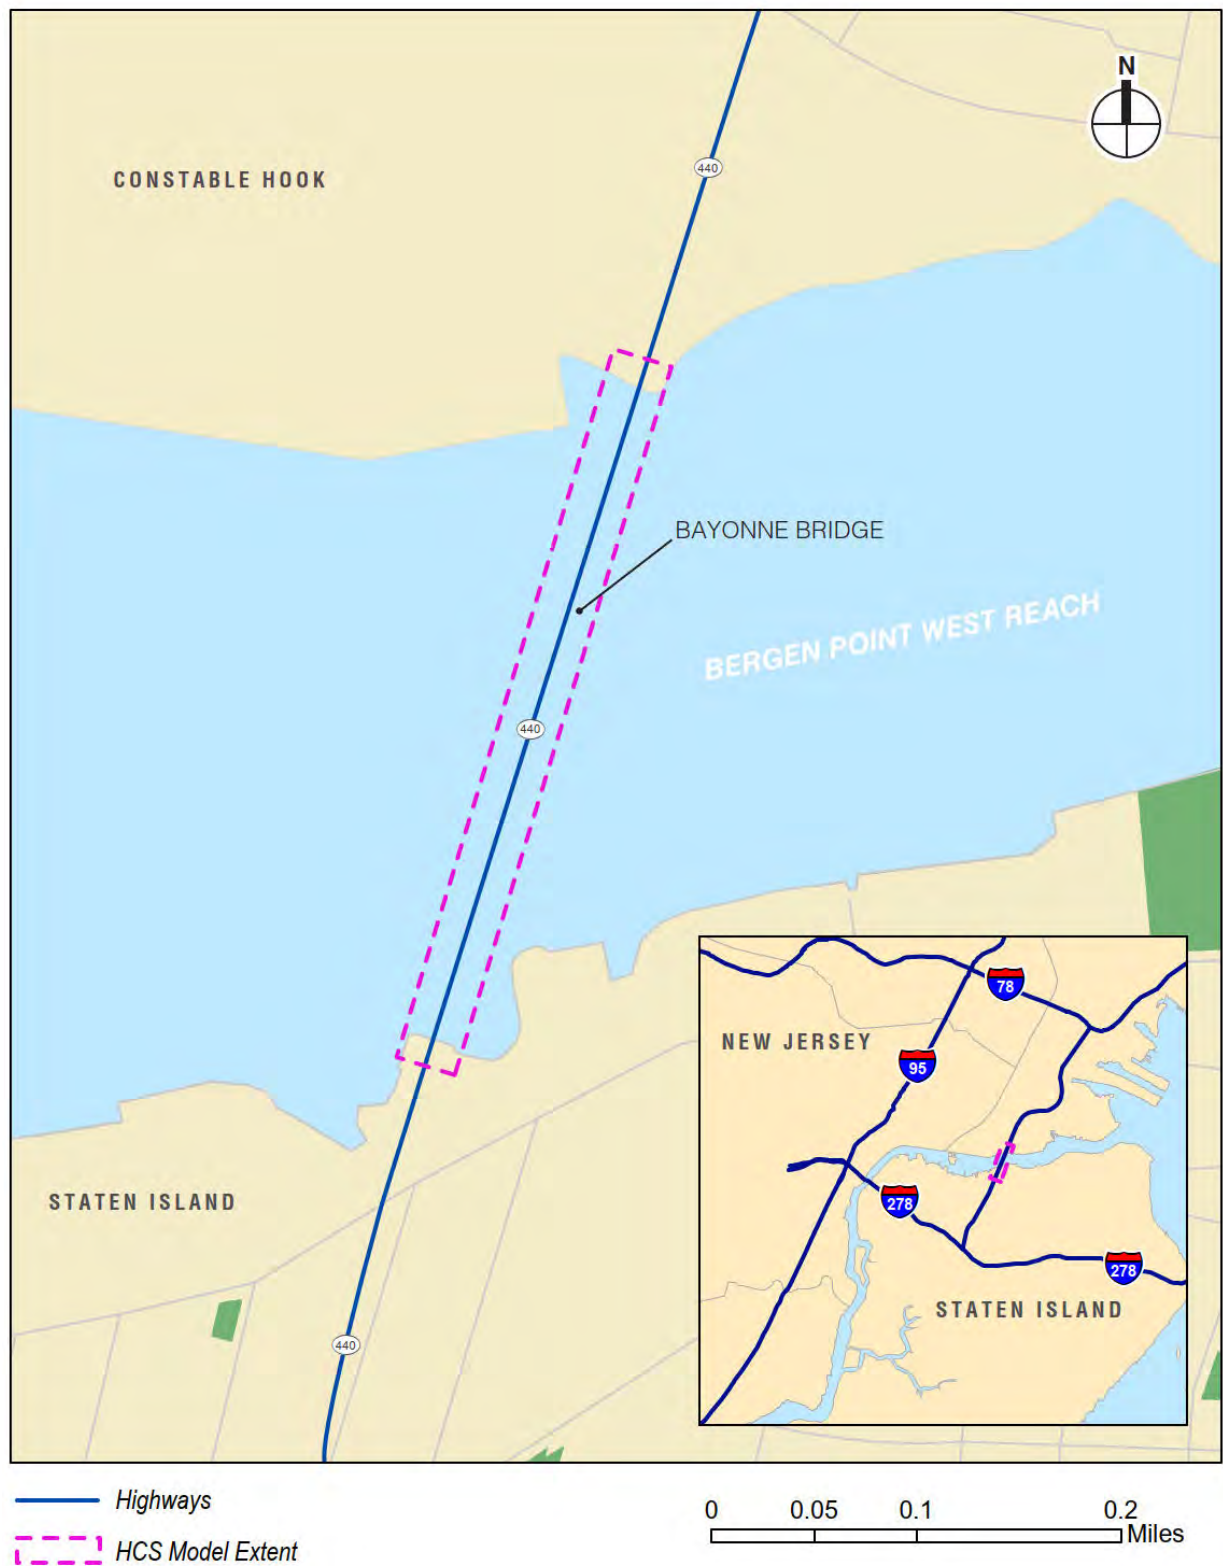 N
440
CONSTABLE HOOK
BAYONNE BRIDGE
BERGEN POINT WEST REACH
440
78
NEW JERSEY
95
STATEN ISLAND
278
278
STATEN ISLAND
440
Highways
HCS Model Extent
0 0.05 0.1 0.2
Miles